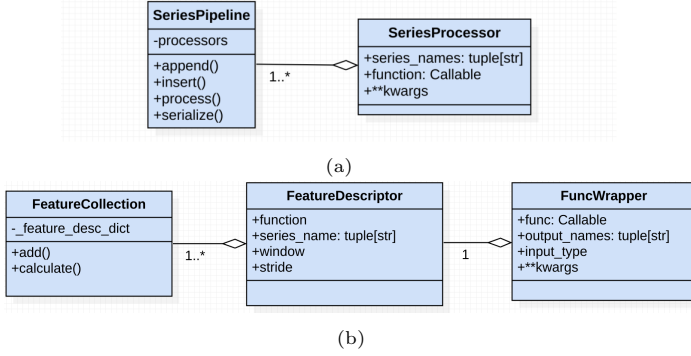 SeriesPipeline
-processors
+append()
+insert()
+process()
+serialize()
1..*
SeriesProcessor
+series_names: tuple[str]
+function: Callable
+**kwargs
(a)
FeatureCollection
-_feature_desc_dict
+add()
+calculate()
1..*
FeatureDescriptor
+function
+series_name: tuple[str]
+window
+stride
1
FuncWrapper
+func: Callable
+output_names: tuple[str]
+input_type
+**kwargs
(b)